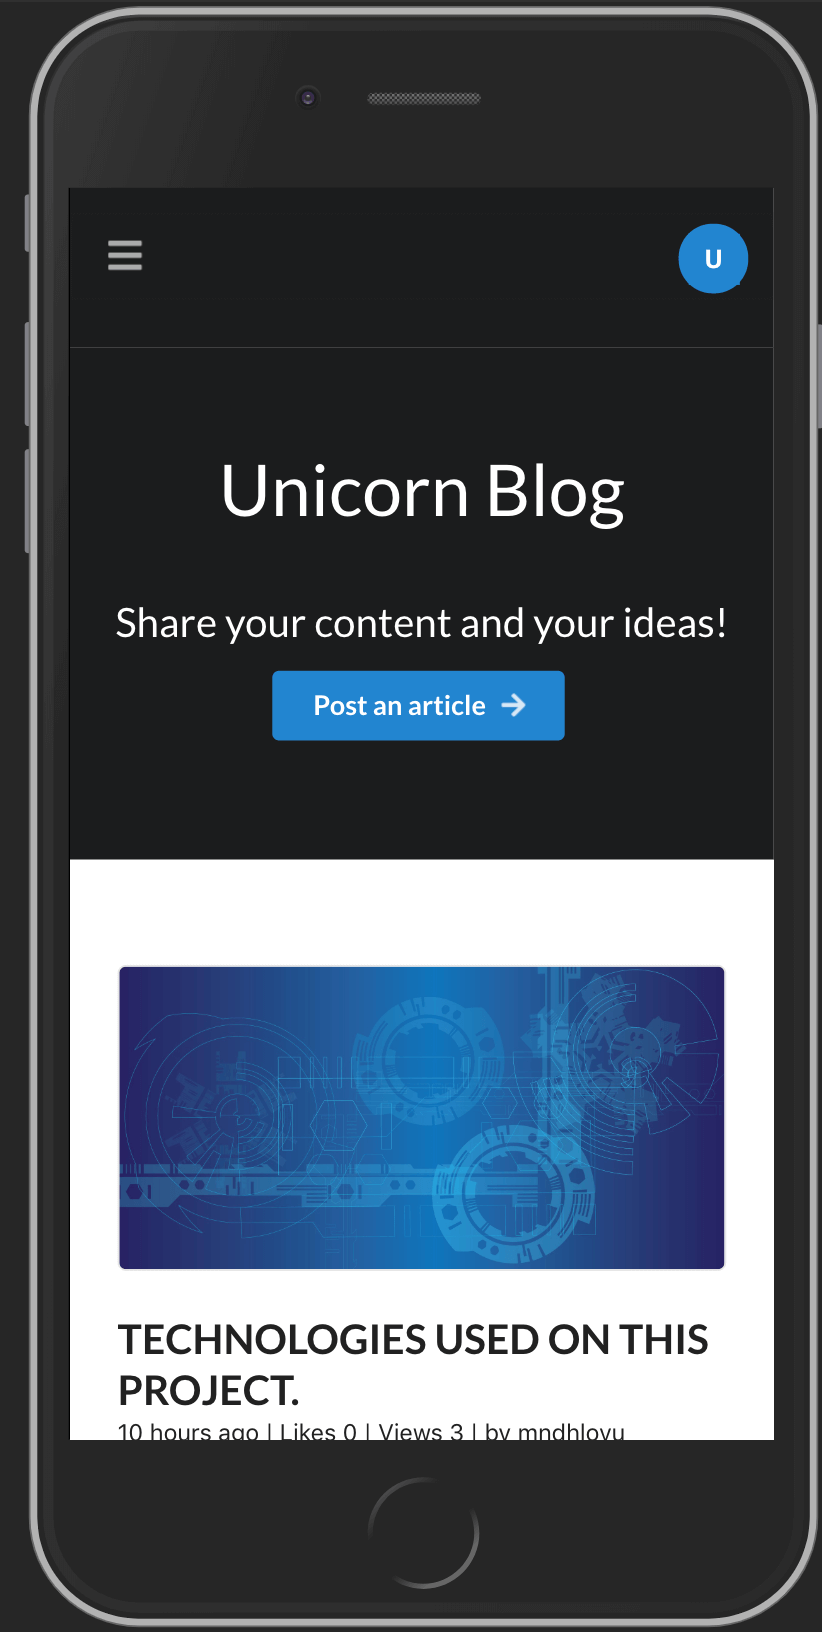 U
Unicorn Blog
Share your content and your ideas!
Post an article
TECHNOLOGIES USED ON THIS
PROJECT.
10 hours ago | Likes 0 | Views 3 | by mndhlovu